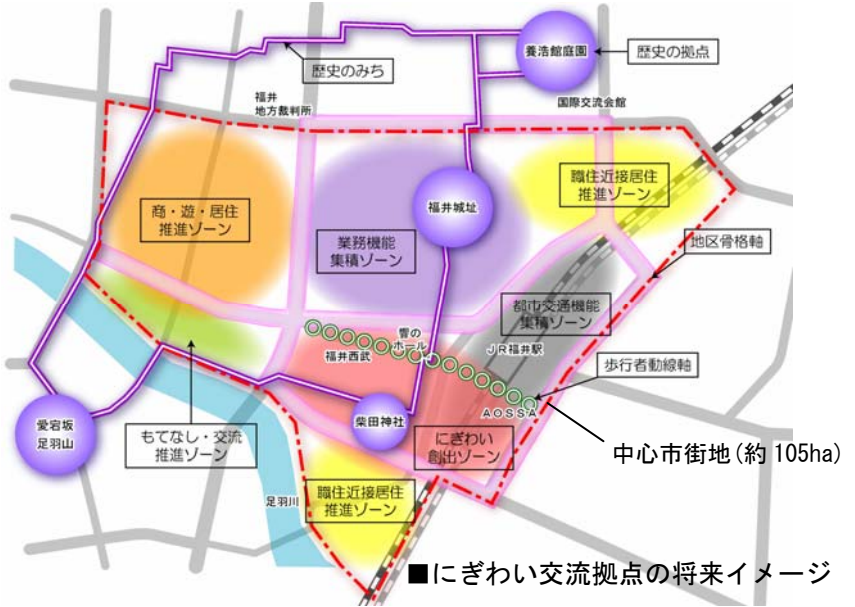 養浩館庭園
歴史の拠点
歴史のみち
福井
地方裁判所
国際交流会館
職住近接居住
推進ゾーン
商・遊・居住
推進ゾーン
福井城址
業務機能
集積ゾーン
地区骨格軸
都市交通機能
集積ゾーン
響の
ホール
福井西武
JR福井駅
歩行者動線軸
AOSSA
愛宕坂
足羽山
もてなし・交流
推進ゾーン
柴田神社
にぎわい
創出ゾーン
中心市街地(約105ha)
足羽川
職住近接居住
推進ゾーン
■にぎわい交流拠点の将来イメージ